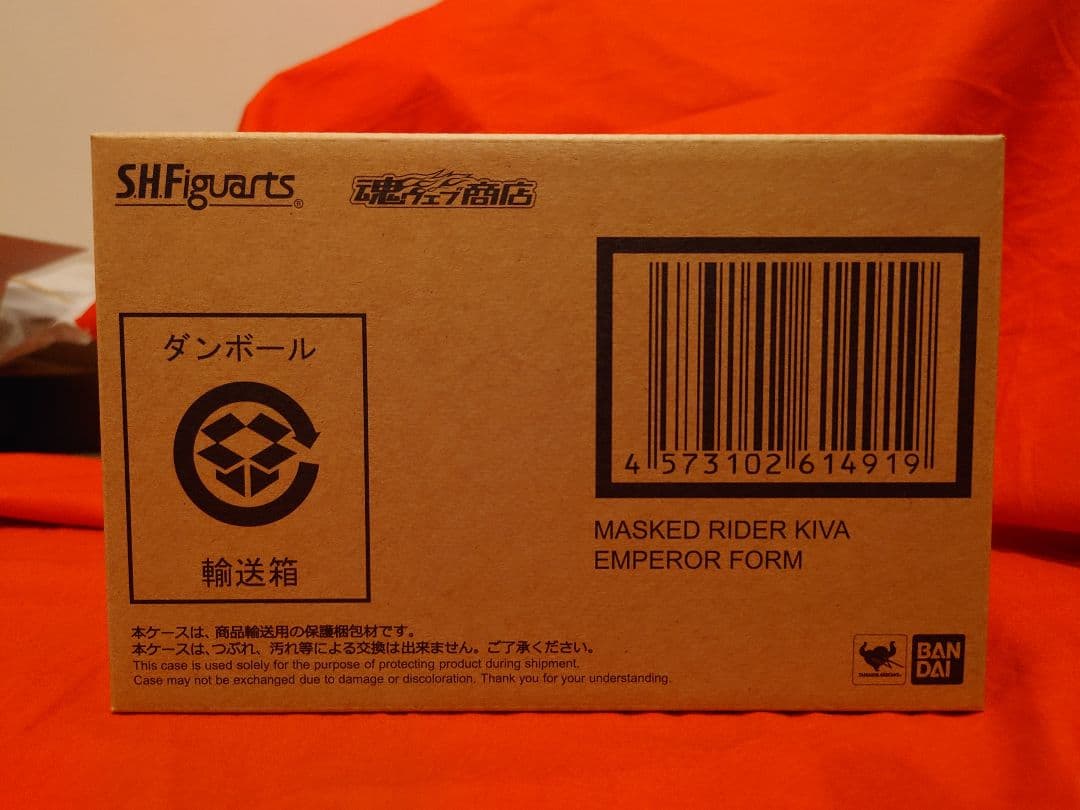 S.H.Figuarts®
魂ウェブ商店
ダンボール
輸送箱
4 573102 614919
MASKED RIDER KIVA
EMPEROR FORM
本ケースは、商品輸送用の保護梱包材です。
本ケースは、つぶれ、汚れ等による交換は出来ません。ご了承ください。
This case is used solely for the purpose of protecting product during shipment.
Case may not be exchanged due to damage or discoloration. Thank you for your understanding.
BAN
DAI